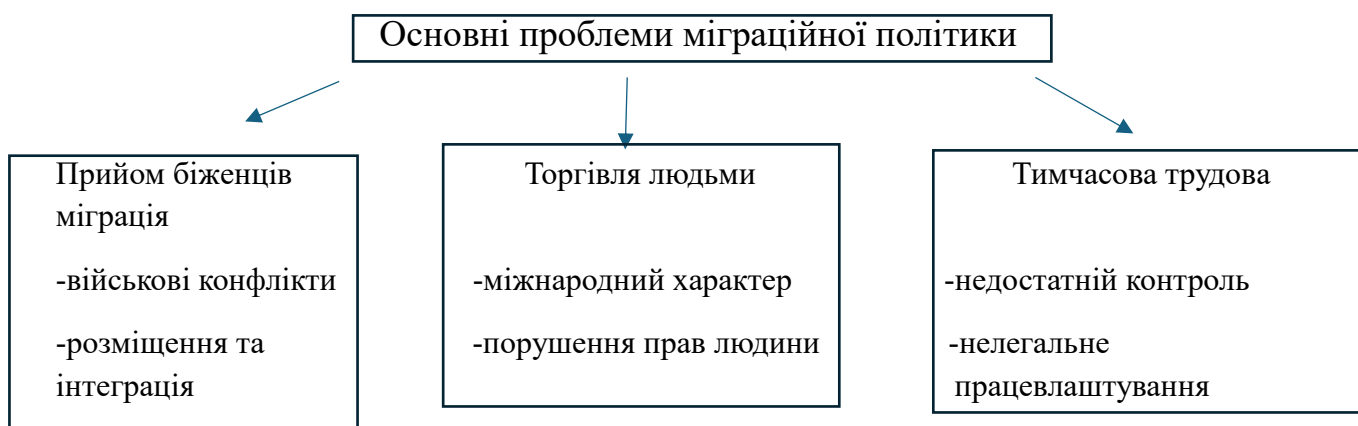 Основні проблеми міграційної політики
Прийом біженців
міграція
-військові конфлікти
-розміщення та
інтеграція
Торгівля людьми
-міжнародний характер
-порушення прав людини
Тимчасова трудова
-недостатній контроль
-нелегальне
працевлаштування